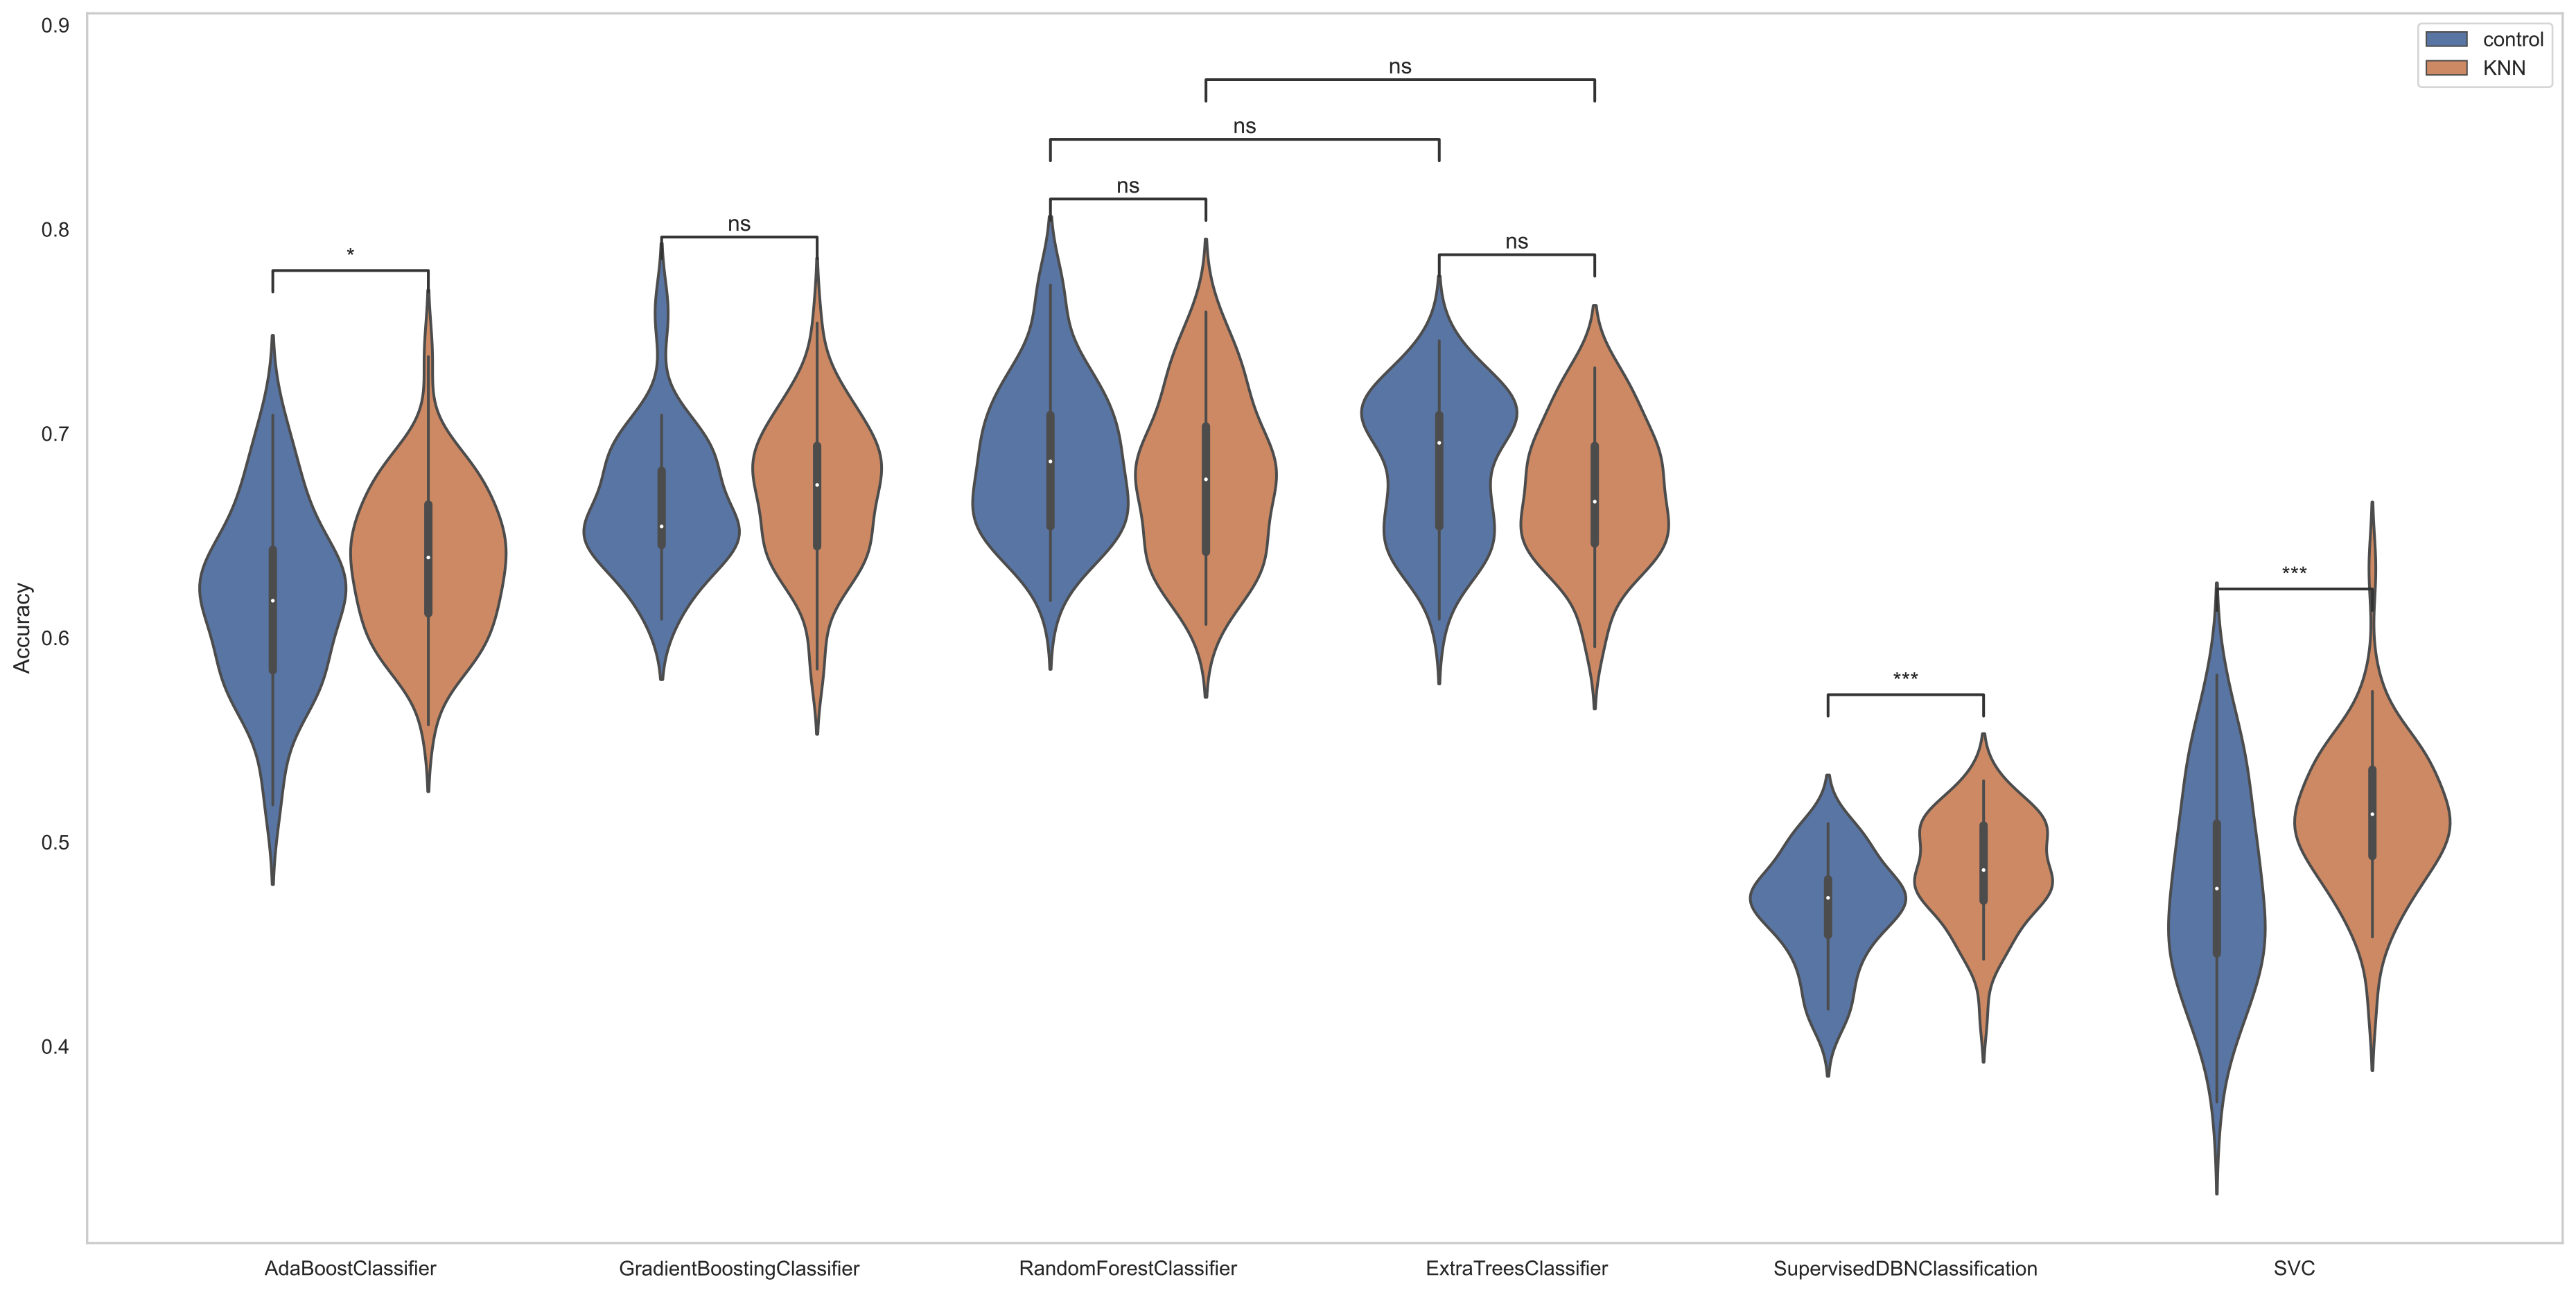 0.9
0.8
0.7
0.6
0.5
0.4
Accuracy
control
KNN
ns
ns
ns
ns
*
ns
***
***
AdaBoostClassifier
GradientBoostingClassifier
RandomForestClassifier
ExtraTreesClassifier
SupervisedDBNClassification
SVC